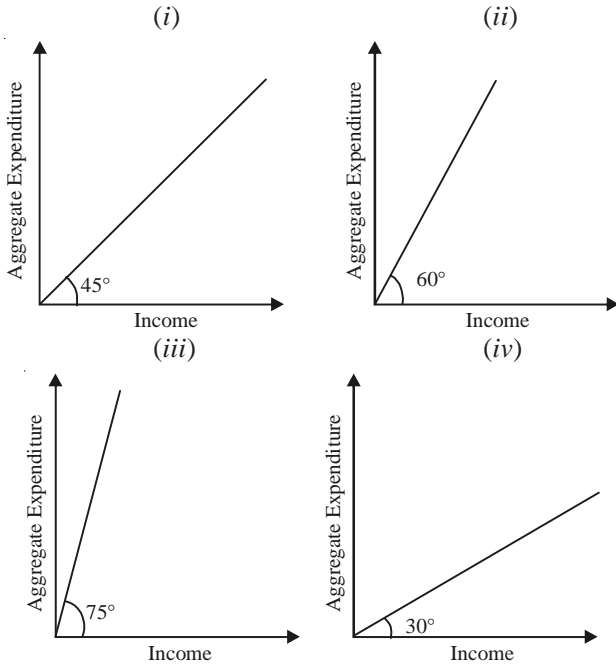 (i)
Aggregate Expenditure
45°
Income
(ii)
Aggregate Expenditure
60°
Income
(iii)
Aggregate Expenditure
75°
Income
(iv)
Aggregate Expenditure
30°
Income